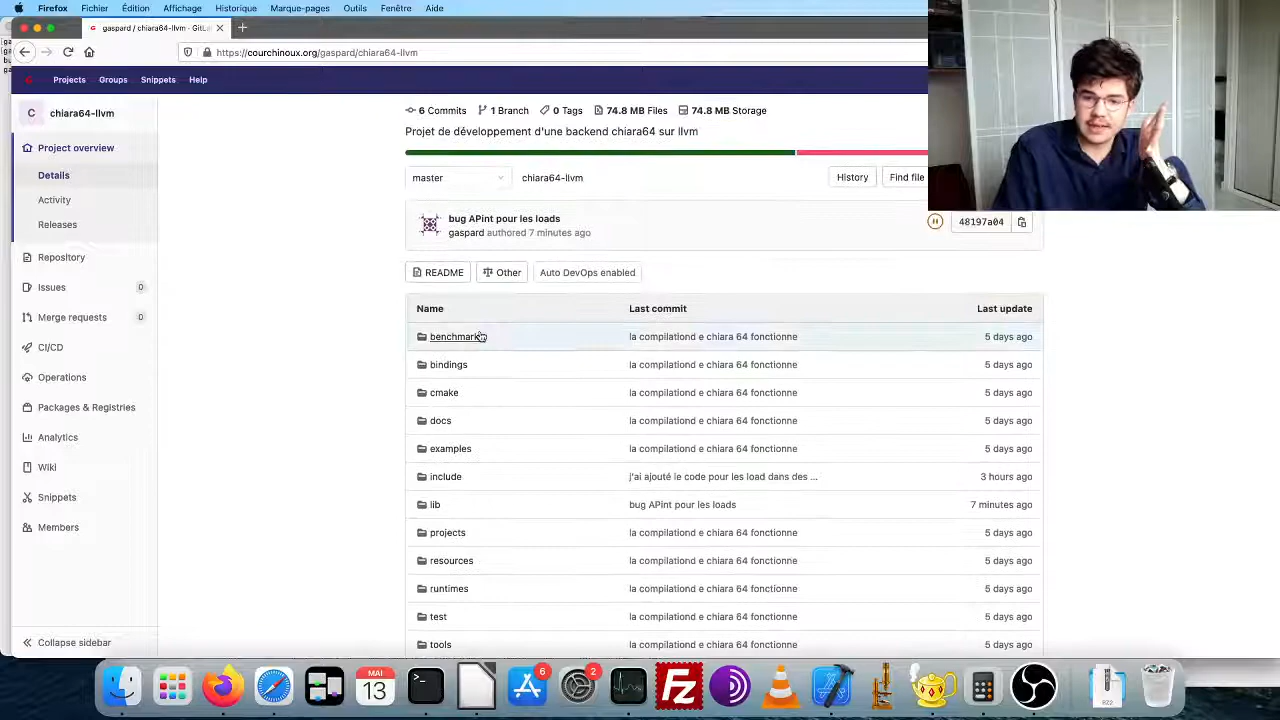 Firefox Fichier Édition Affichage Historique Marque-pages Outils Fenêtre Aide
gaspard / chiara64-llvm · GitLab
https://courchinoux.org/gaspard/chiara64-llvm
Projects Groups Snippets Help
C chiara64-llvm
Project overview
Details
Activity
Releases
Repository
Issues 0
Merge requests 0
CI/CD
Operations
Packages & Registries
Analytics
Wiki
Snippets
Members
Collapse sidebar
6 Commits 1 Branch 0 Tags 74.8 MB Files 74.8 MB Storage
Projet de développement d'une backend chiara64 sur llvm
master chiara64-llvm History Find file
bug APint pour les loads
gaspard authored 7 minutes ago
48197a04
README Other Auto DevOps enabled
Name Last commit Last update
benchmarks la compilationd e chiara 64 fonctionne 5 days ago
bindings la compilationd e chiara 64 fonctionne 5 days ago
cmake la compilationd e chiara 64 fonctionne 5 days ago
docs la compilationd e chiara 64 fonctionne 5 days ago
examples la compilationd e chiara 64 fonctionne 5 days ago
include j'ai ajouté le code pour les load dans des ... 3 hours ago
lib bug APint pour les loads 7 minutes ago
projects la compilationd e chiara 64 fonctionne 5 days ago
resources la compilationd e chiara 64 fonctionne 5 days ago
runtimes la compilationd e chiara 64 fonctionne 5 days ago
test la compilationd e chiara 64 fonctionne 5 days ago
tools la compilationd e chiara 64 fonctionne 5 days ago
MAI
13
6
2
Fz
BZ2